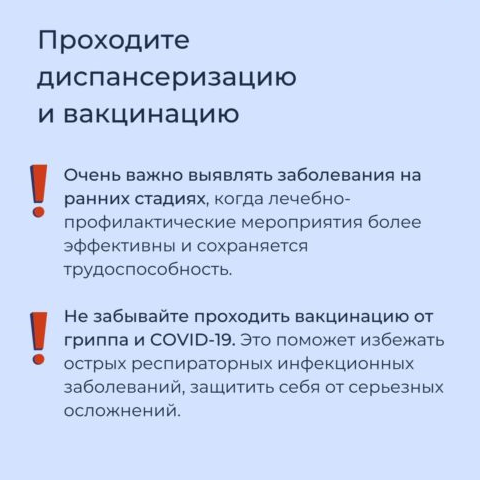 Проходите
диспансеризацию
и вакцинацию
Очень важно выявлять заболевания на
ранних стадиях, когда лечебно-
профилактические мероприятия более
эффективны и сохраняется
трудоспособность.
Не забывайте проходить вакцинацию от
гриппа и COVID-19. Это поможет избежать
острых респираторных инфекционных
заболеваний, защитить себя от серьезных
осложнений.